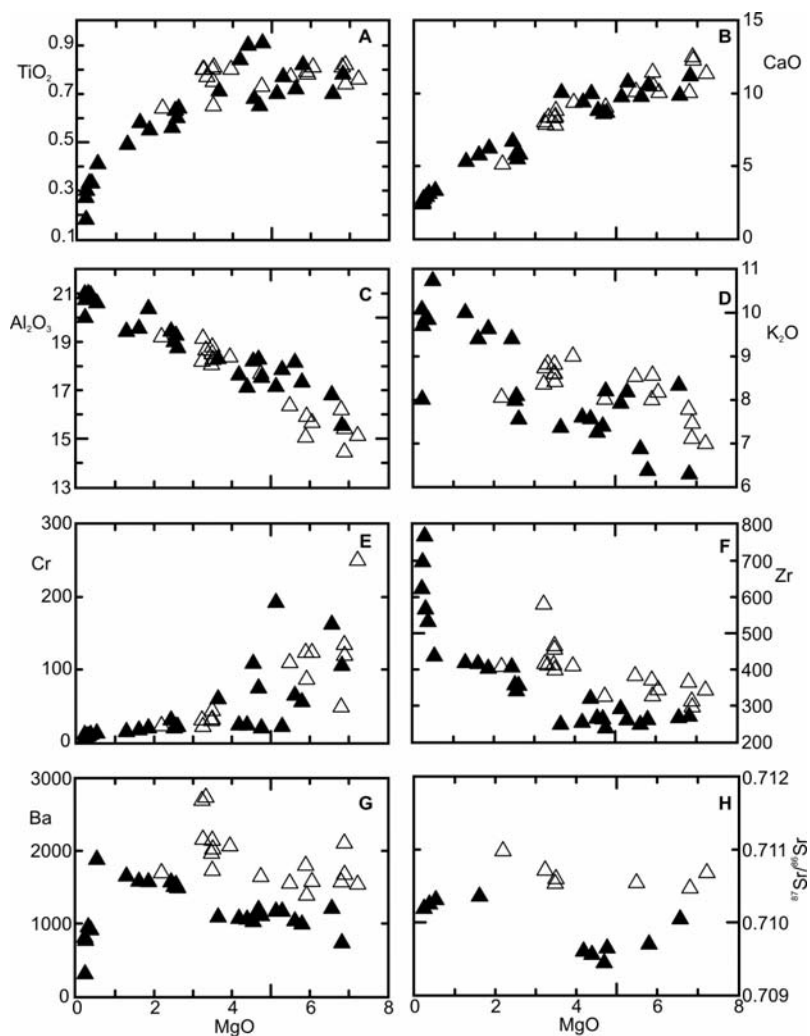 A
TiO2
0.9
0.7
0.5
0.3
0.1
B
CaO
15
10
5
0
C
Al2O3
21
19
17
15
13
D
K2O
11
10
9
8
7
6
E
Cr
300
200
100
0
F
Zr
800
700
600
500
400
300
200
G
Ba
3000
2000
1000
0
0 2 4 6 8
MgO
H
87Sr/86Sr
0.712
0.711
0.710
0.709
0 2 4 6 8
MgO